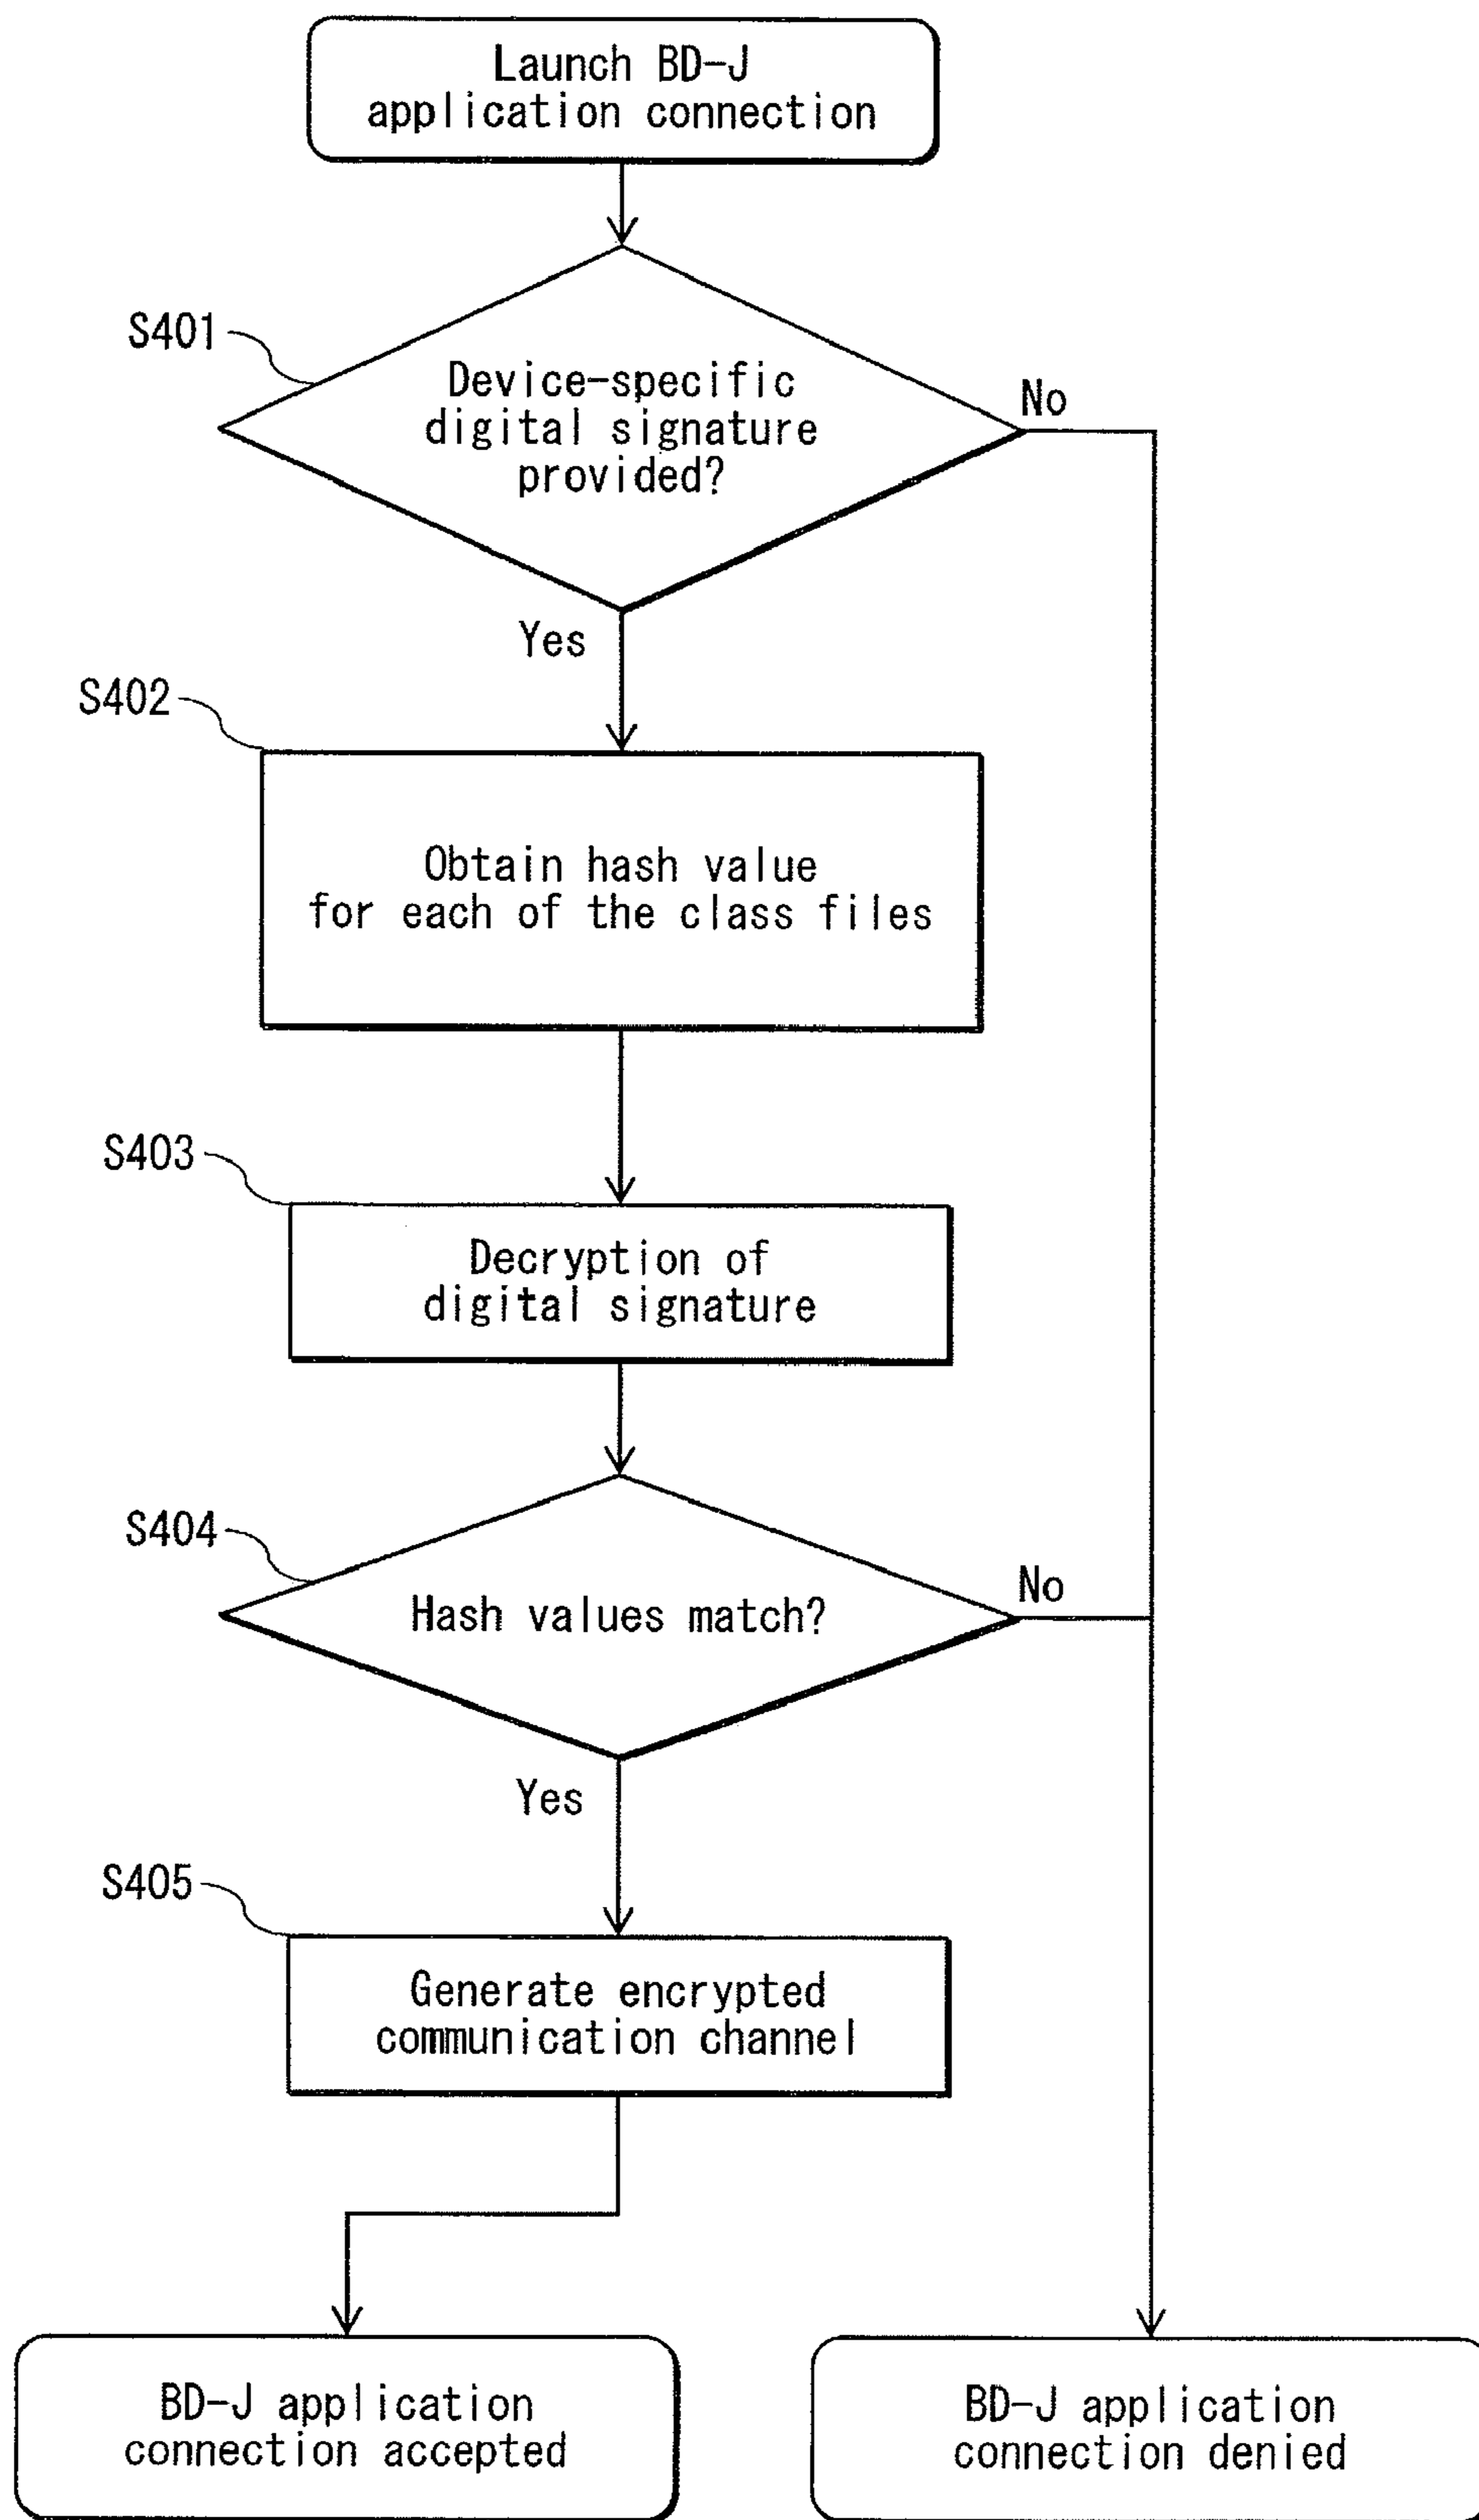 Launch BD-J
application connection
S401
Device-specific
digital signature
provided?
No
Yes
S402
Obtain hash value
for each of the class files
S403
Decryption of
digital signature
S404
Hash values match?
No
Yes
S405
Generate encrypted
communication channel
BD-J application
connection accepted
BD-J application
connection denied